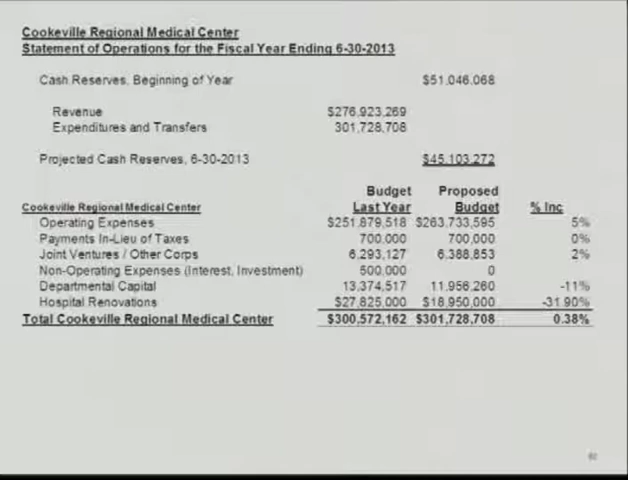 Cookeville Regional Medical Center
Statement of Operations for the Fiscal Year Ending 6-30-2013
Cash Reserves, Beginning of Year $51,046,068
Revenue $276,923,269
Expenditures and Transfers 301,728,708
Projected Cash Reserves, 6-30-2013 $45,103,272
Budget Proposed
Cookeville Regional Medical Center Last Year Budget % Inc
Operating Expenses $251,879,518 $263,733,595 5%
Payments In-Lieu of Taxes 700,000 700,000 0%
Joint Ventures / Other Corps 6,293,127 6,388,853 2%
Non-Operating Expenses (Interest, Investment) 500,000 0
Departmental Capital 13,374,517 11,956,260 -11%
Hospital Renovations $27,825,000 $18,950,000 -31.90%
Total Cookeville Regional Medical Center $300,572,162 $301,728,708 0.38%